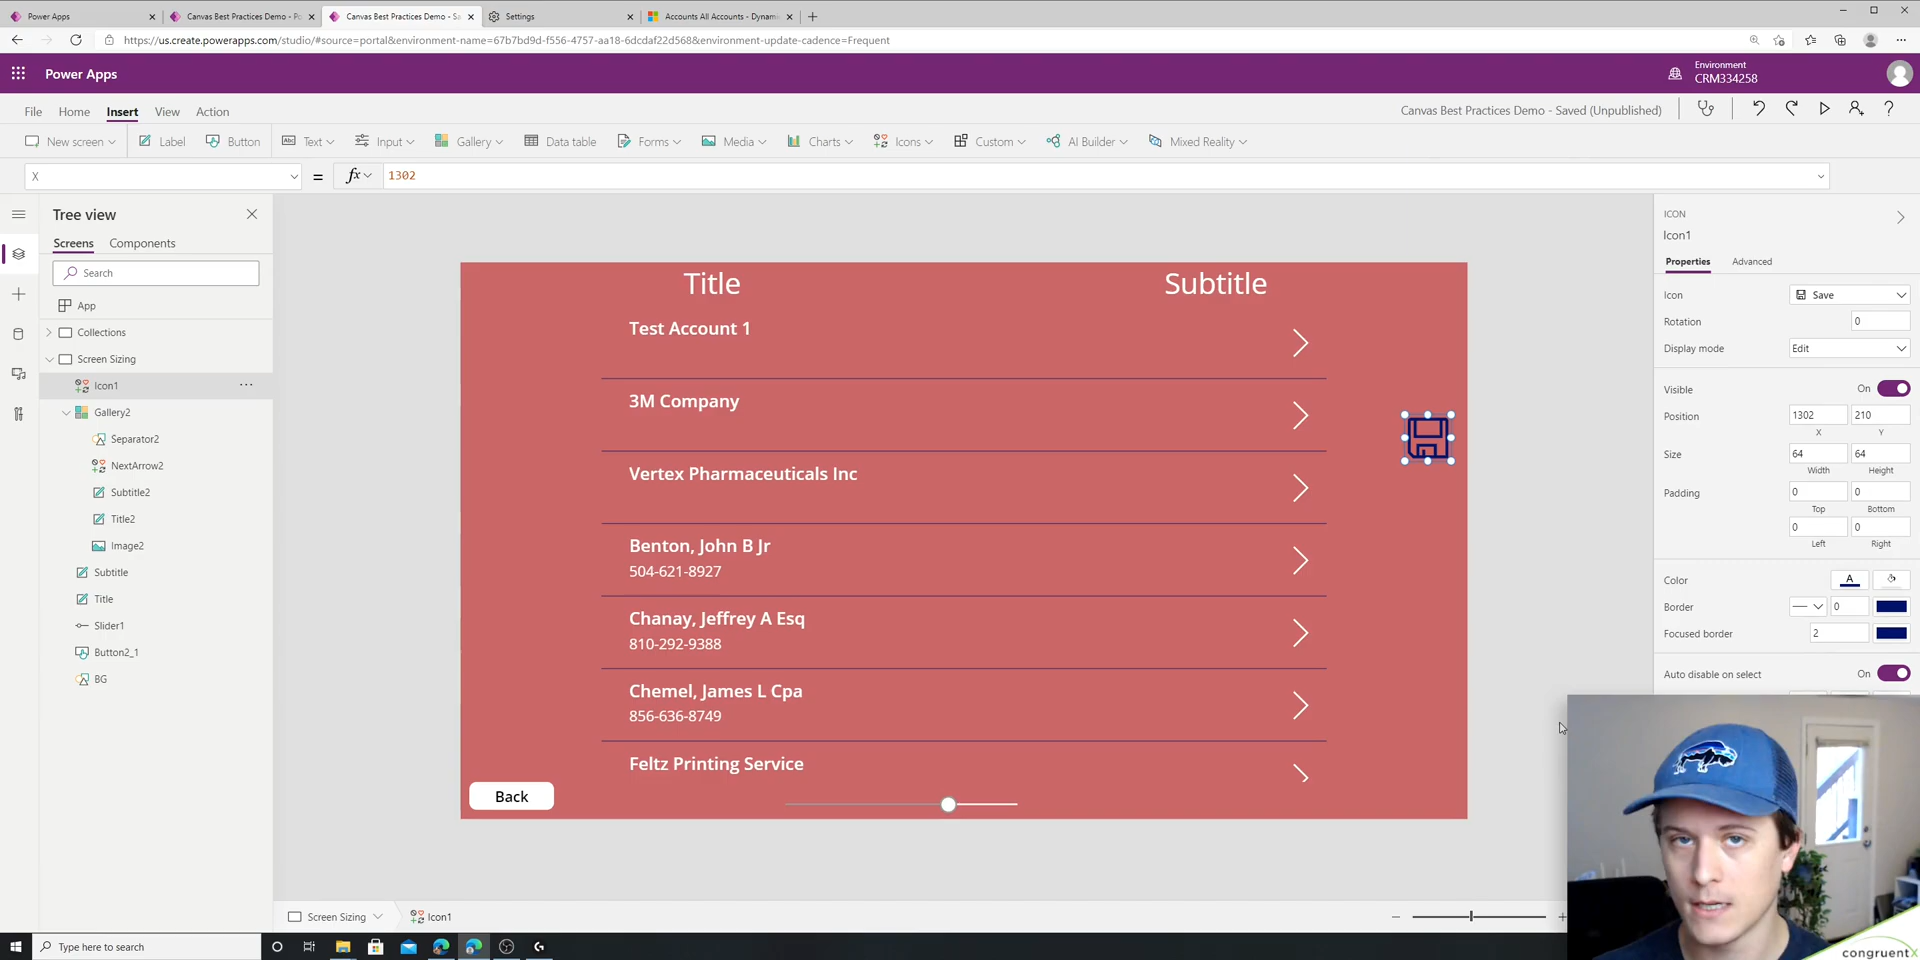 Power Apps
Canvas Best Practices Demo - Po
Canvas Best Practices Demo - Sa
Settings
Accounts All Accounts - Dynamic
https://us.create.powerapps.com/studio/#source=portal&environment-name=67b7bd9d-f556-4757-aa18-6dcdaf22d568&environment-update-cadence=Frequent
Power Apps
Environment
CRM334258
File Home Insert View Action
Canvas Best Practices Demo - Saved (Unpublished)
New screen Label Button Text Input Gallery Data table Forms Media Charts Icons Custom AI Builder Mixed Reality
X = fx 1302
Tree view
Screens Components
Search
App
Collections
Screen Sizing
Icon1
Gallery2
Separator2
NextArrow2
Subtitle2
Title2
Image2
Subtitle
Title
Slider1
Button2_1
BG
Title Subtitle
Test Account 1
3M Company
Vertex Pharmaceuticals Inc
Benton, John B Jr
504-621-8927
Chanay, Jeffrey A Esq
810-292-9388
Chemel, James L Cpa
856-636-8749
Feltz Printing Service
Back
ICON
Icon1
Properties Advanced
Icon Save
Rotation 0
Display mode Edit
Visible On
Position 1302 210
X Y
Size 64 64
Width Height
Padding 0 0
Top Bottom
0 0
Left Right
Color A
Border 0
Focused border 2
Auto disable on select On
Screen Sizing Icon1
Type here to search
congruentX